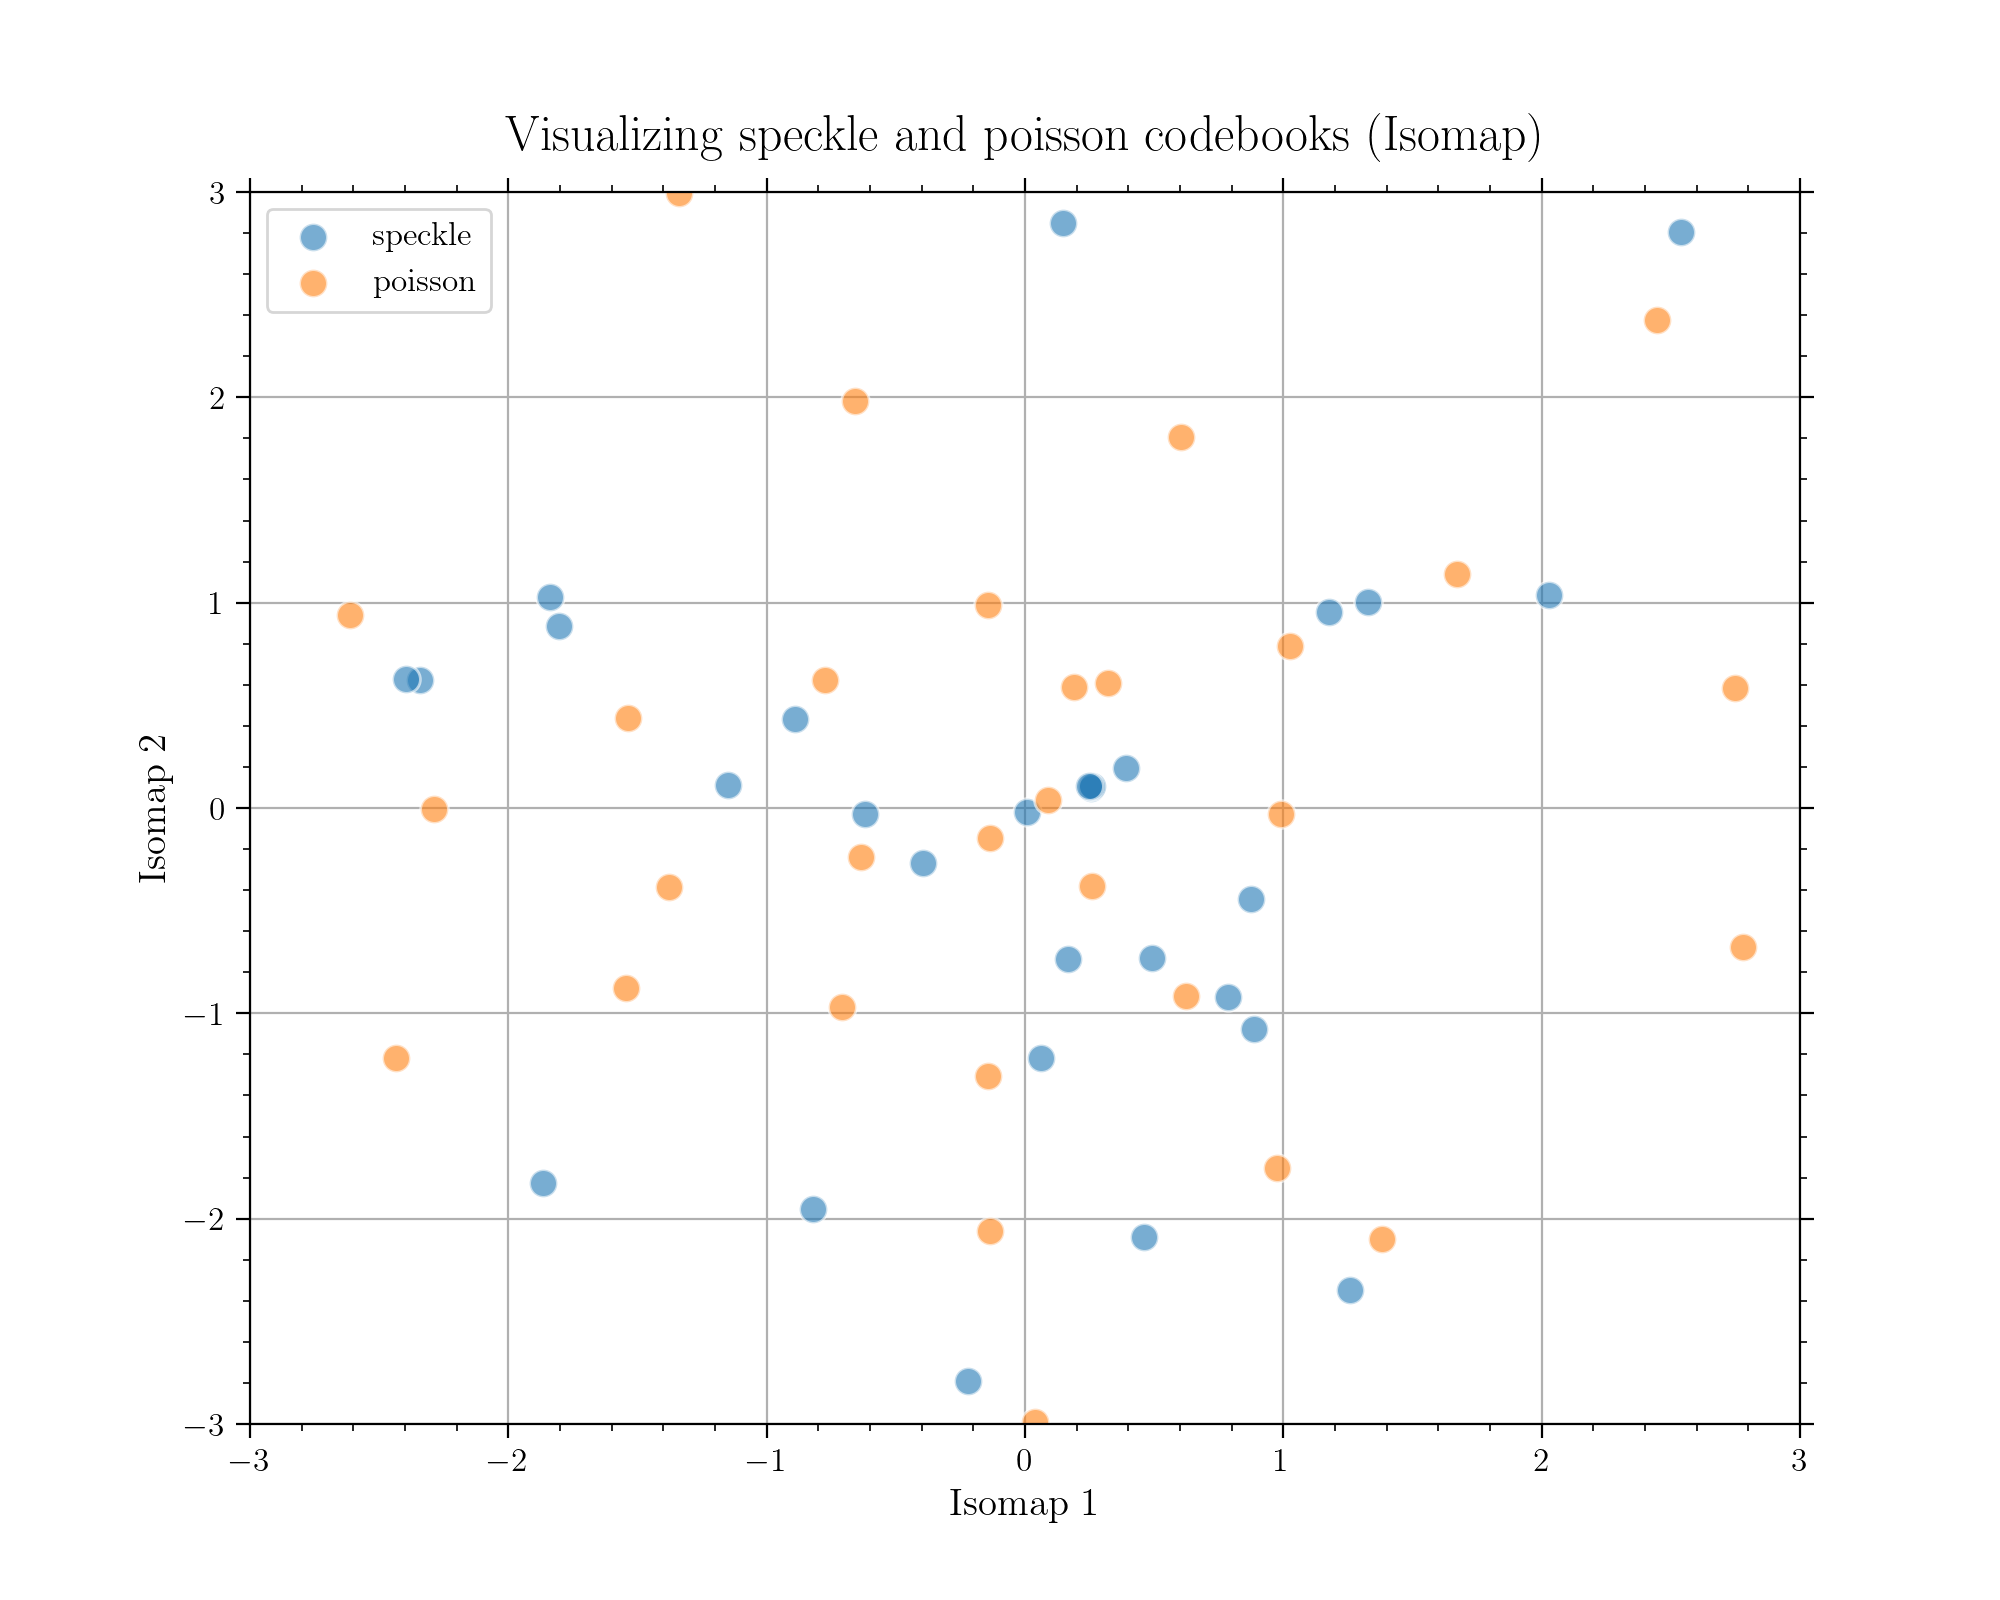 Visualizing speckle and poisson codebooks (Isomap)
speckle
poisson
3
2
1
0
−1
−2
−3
Isomap 2
−3
−2
−1
0
1
2
3
Isomap 1